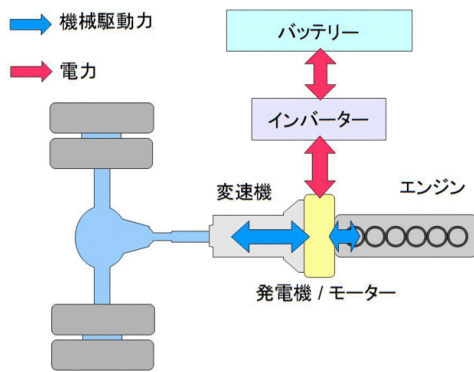 機械駆動力
電力
バッテリー
インバーター
変速機
エンジン
発電機 / モーター